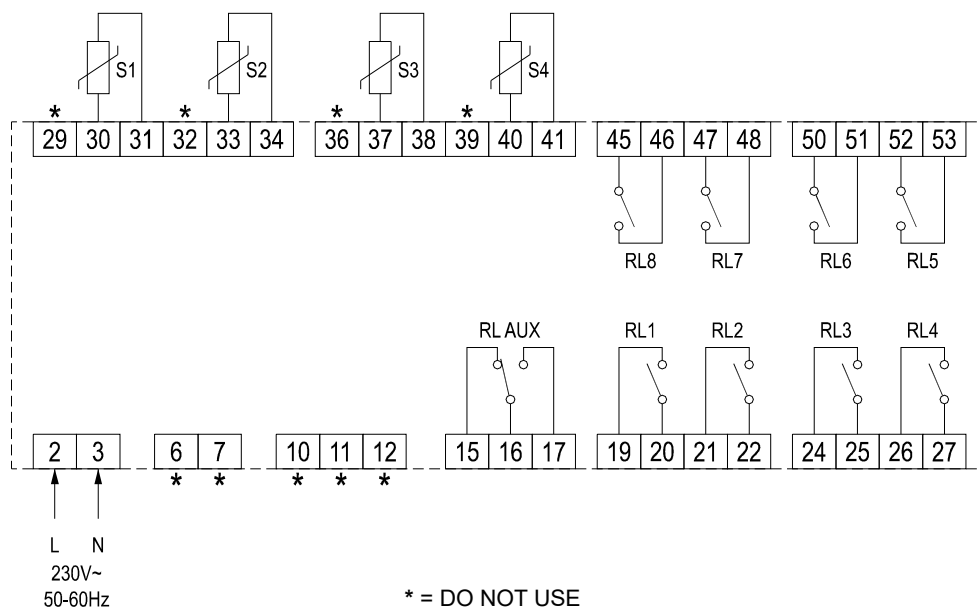 S1 S2 S3 S4
* * * *
29 30 31 32 33 34 36 37 38 39 40 41 45 46 47 48 50 51 52 53
RL8 RL7 RL6 RL5
RL AUX RL1 RL2 RL3 RL4
2 3 6 7 10 11 12 15 16 17 19 20 21 22 24 25 26 27
* * * * *
L N
230V~
50-60Hz
* = DO NOT USE